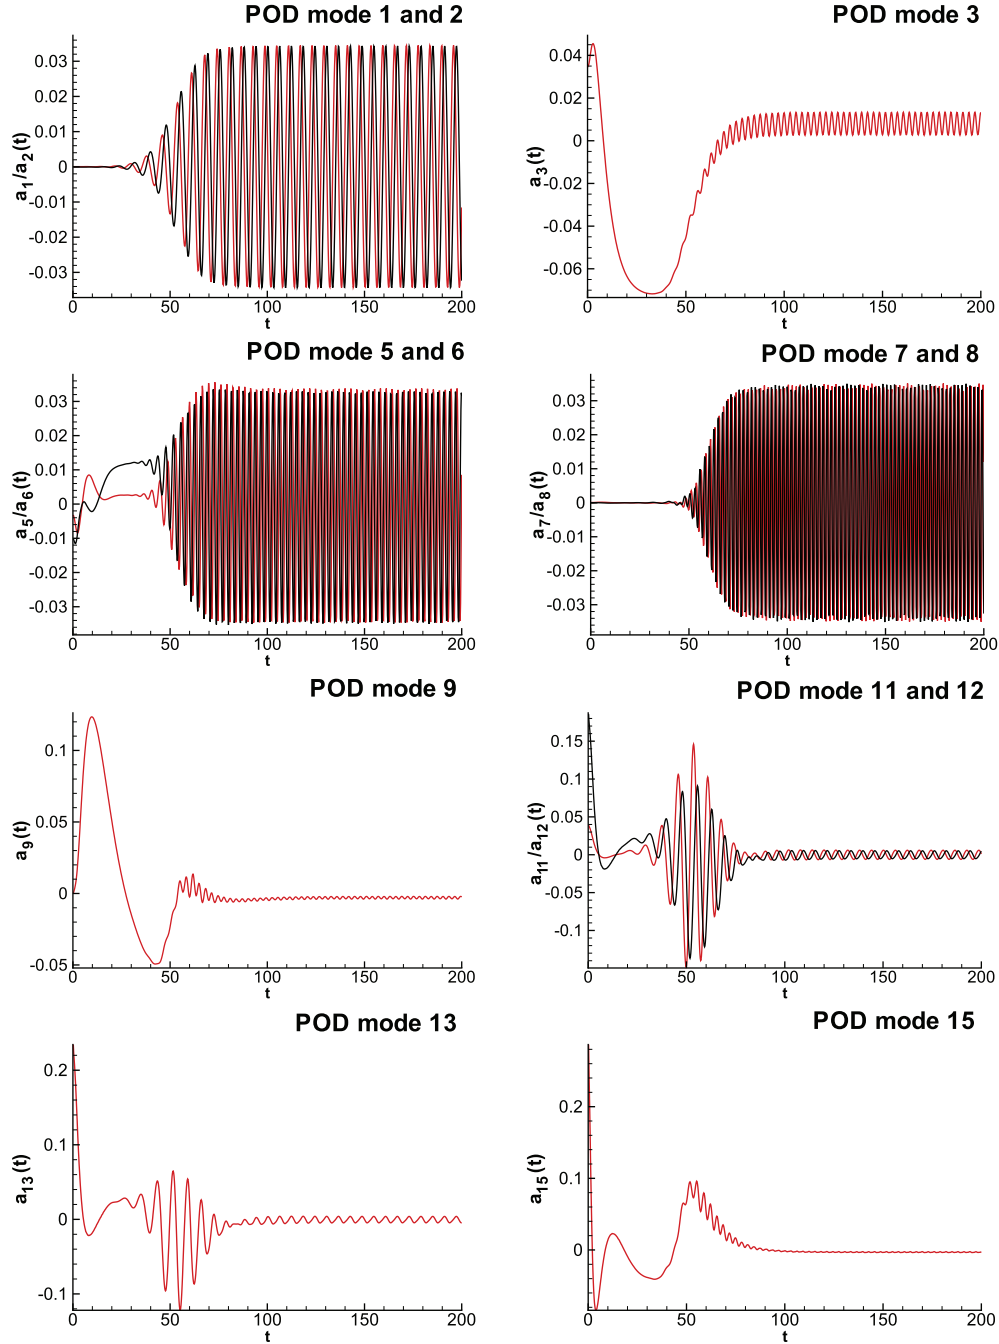 POD mode 1 and 2
0.03
0.02
0.01
0
-0.01
-0.02
-0.03
a1/a2(t)
0 50 100 150 200
t
POD mode 3
0.04
0.02
0
-0.02
-0.04
-0.06
a3(t)
0 50 100 150 200
t
POD mode 5 and 6
0.03
0.02
0.01
0
-0.01
-0.02
-0.03
a5/a6(t)
0 50 100 150 200
t
POD mode 7 and 8
0.03
0.02
0.01
0
-0.01
-0.02
-0.03
a7/a8(t)
0 50 100 150 200
t
POD mode 9
0.1
0.05
0
-0.05
a9(t)
0 50 100 150 200
t
POD mode 11 and 12
0.15
0.1
0.05
0
-0.05
-0.1
a11/a12(t)
0 50 100 150 200
t
POD mode 13
0.2
0.1
0
-0.1
a13(t)
0 50 100 150 200
t
POD mode 15
0.2
0.1
0
a15(t)
0 50 100 150 200
t